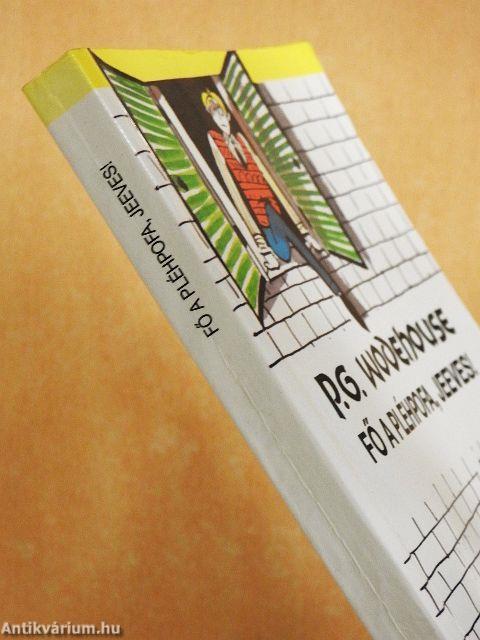 FŐ A PLÉHPOFA, JEEVES!
P.G. WODEHOUSE
FŐ A PLÉHPOFA, JEEVES!
Antikvárium.hu